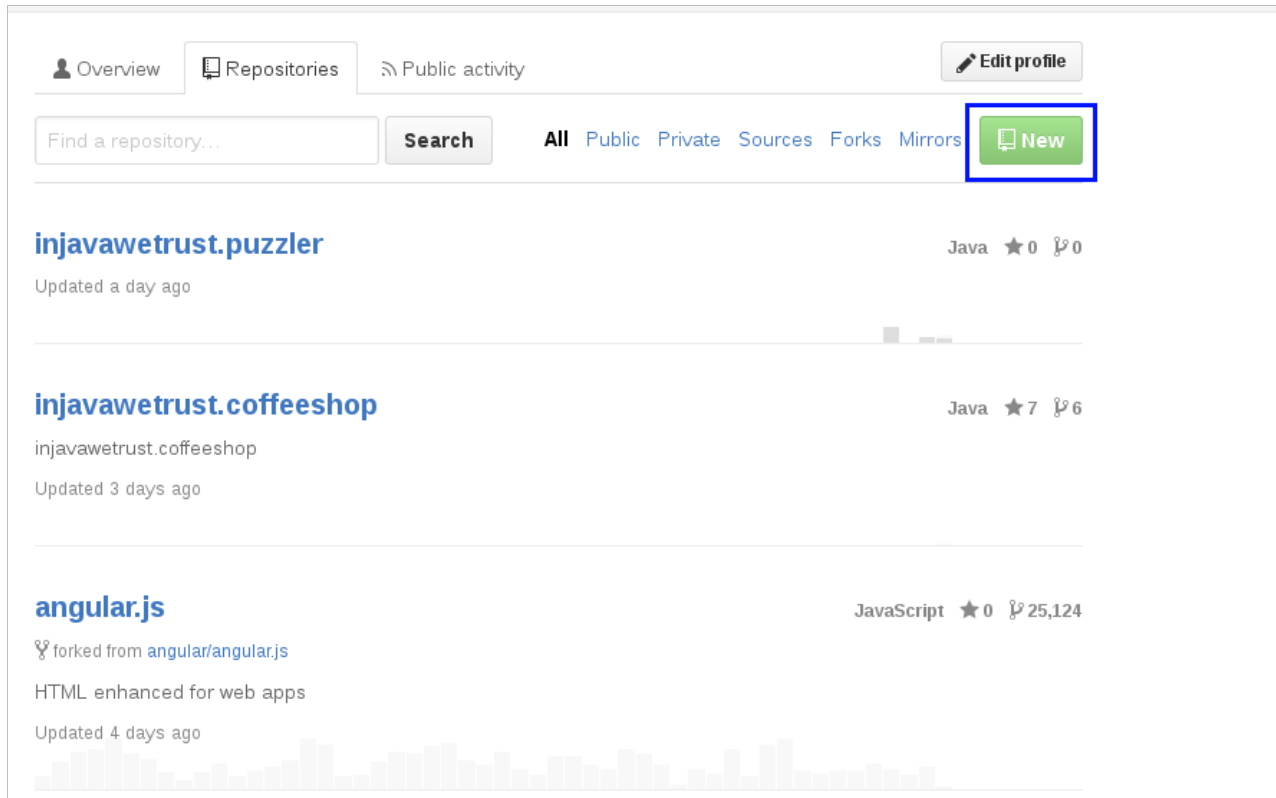 Overview Repositories Public activity Edit profile
Find a repository... Search All Public Private Sources Forks Mirrors New
injavawetrust.puzzler Java 0 0
Updated a day ago
injavawetrust.coffeeshop Java 7 6
injavawetrust.coffeeshop
Updated 3 days ago
angular.js JavaScript 0 25,124
forked from angular/angular.js
HTML enhanced for web apps
Updated 4 days ago